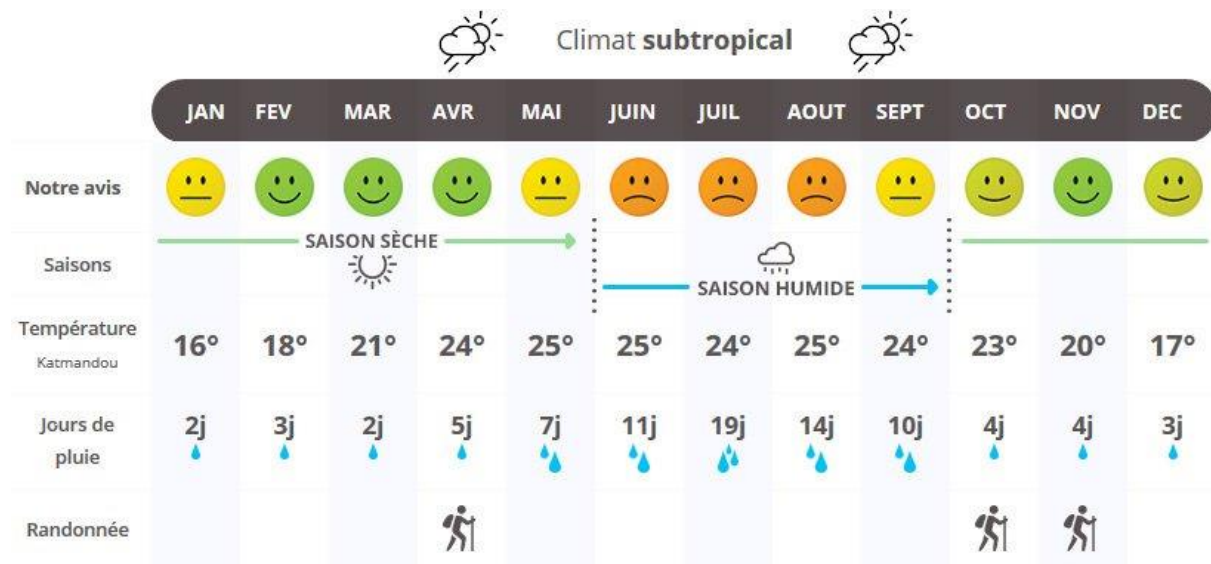 Climat subtropical
JAN FEV MAR AVR MAI JUIN JUIL AOUT SEPT OCT NOV DEC
Notre avis
SAISON SÈCHE
Saisons
SAISON HUMIDE
Température
Katmandou
16° 18° 21° 24° 25° 25° 24° 25° 24° 23° 20° 17°
Jours de
pluie
2j 3j 2j 5j 7j 11j 19j 14j 10j 4j 4j 3j
Randonnée